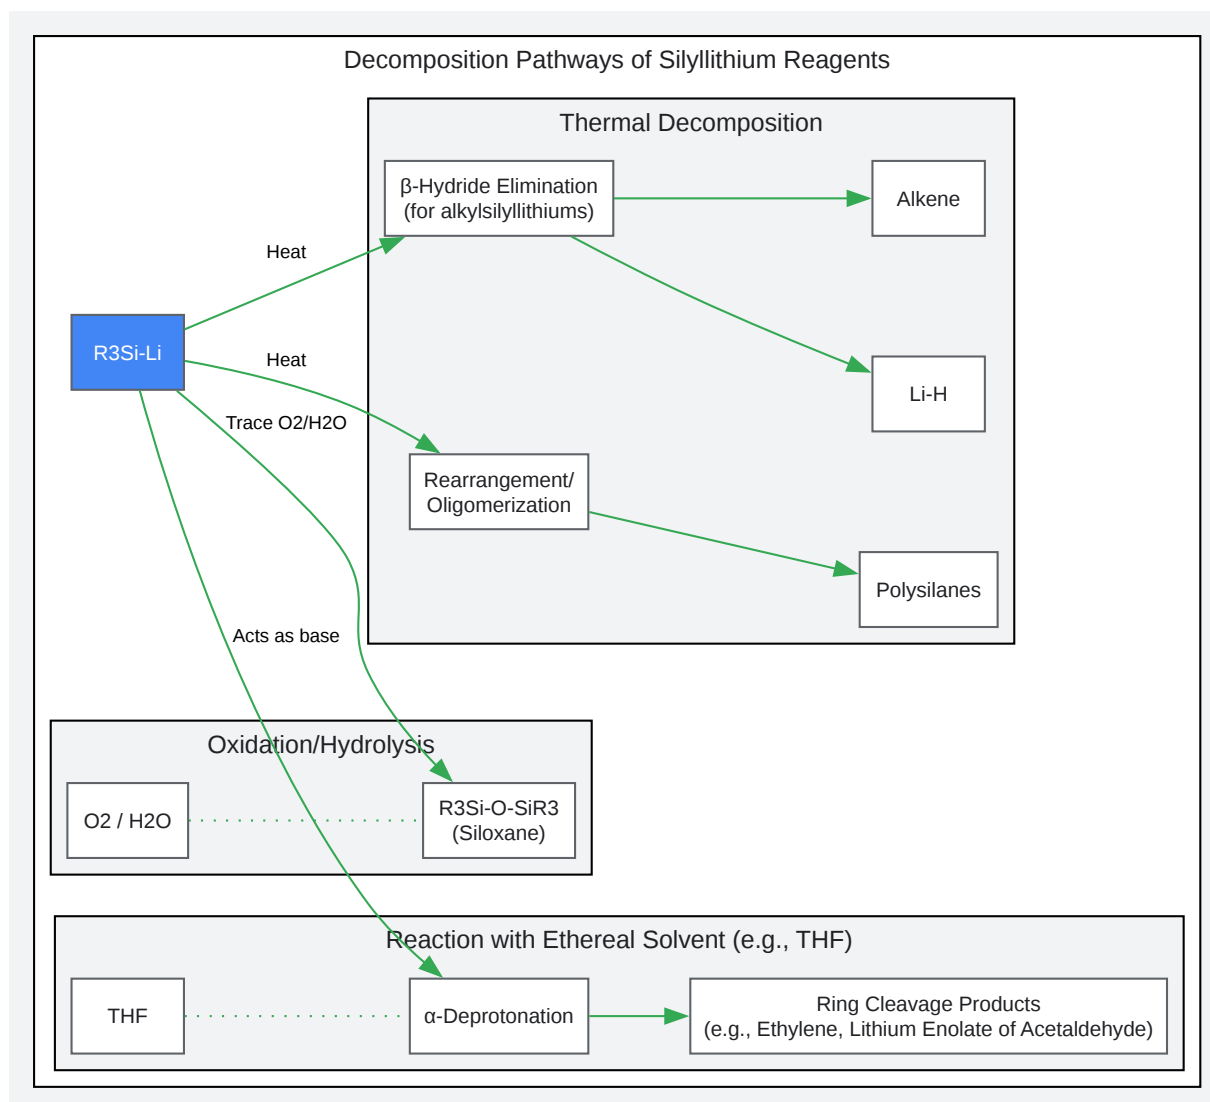 Decomposition Pathways of Silyllithium Reagents
Thermal Decomposition
β-Hydride Elimination
(for alkylsilyllithiums)
Alkene
Heat
R3Si-Li
Heat
Li-H
Trace O2/H2O
Rearrangement/
Oligomerization
Polysilanes
Acts as base
Oxidation/Hydrolysis
O2 / H2O
R3Si-O-SiR3
(Siloxane)
Reaction with Ethereal Solvent (e.g., THF)
THF
α-Deprotonation
Ring Cleavage Products
(e.g., Ethylene, Lithium Enolate of Acetaldehyde)